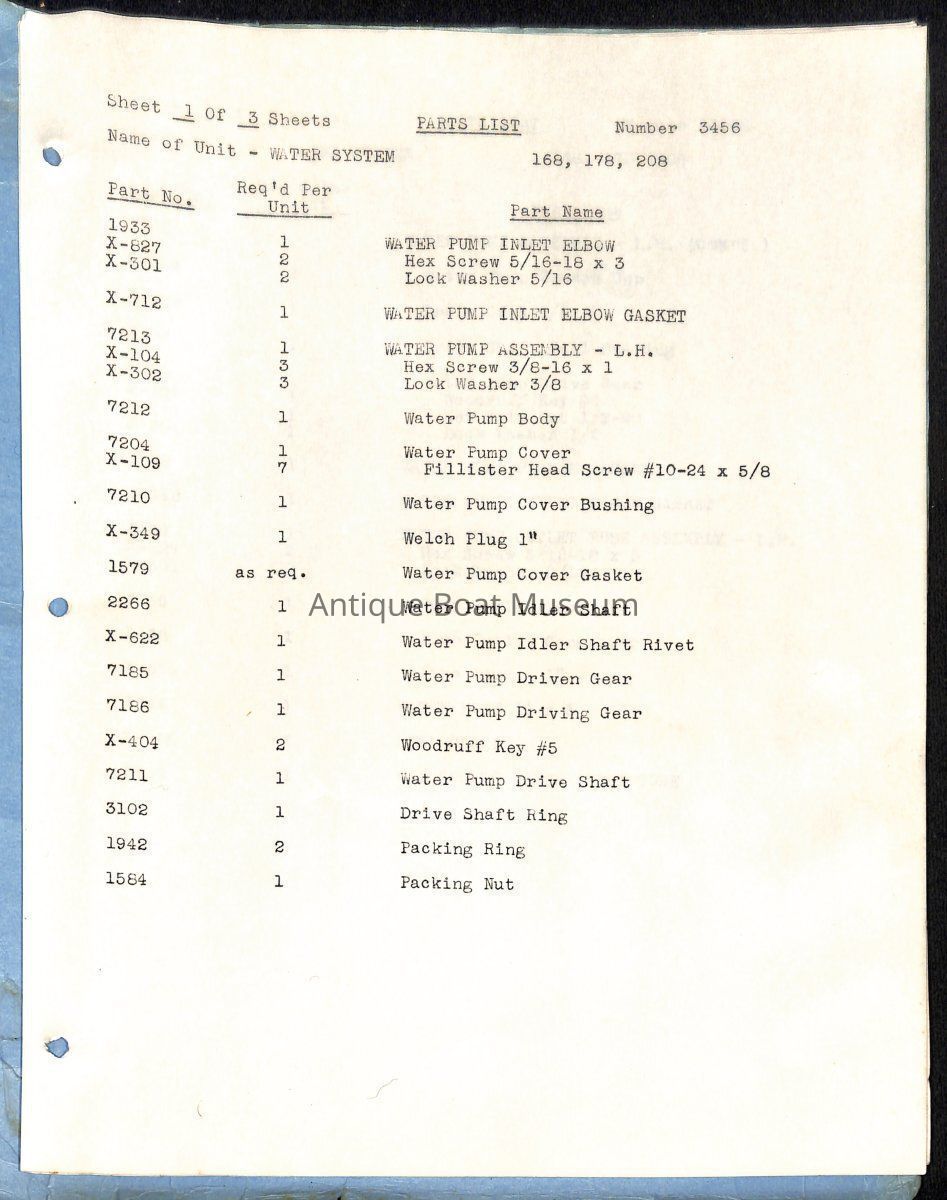 Sheet 1 Of 3 Sheets PARTS LIST Number 3456
Name of Unit - WATER SYSTEM 168, 178, 208
Part No. Req'd Per Unit Part Name
1933 1 WATER PUMP INLET ELBOW
X-827 2 Hex Screw 5/16-18 x 3
X-301 2 Lock Washer 5/16
X-712 1 WATER PUMP INLET ELBOW GASKET
7213 1 WATER PUMP ASSEMBLY - L.H.
X-104 3 Hex Screw 3/8-16 x 1
X-302 3 Lock Washer 3/8
7212 1 Water Pump Body
7204 1 Water Pump Cover
X-109 7 Fillister Head Screw #10-24 x 5/8
7210 1 Water Pump Cover Bushing
X-349 1 Welch Plug 1"
1579 as req. Water Pump Cover Gasket
2266 1 Water Pump Idler Shaft
Antique Boat Museum
X-622 1 Water Pump Idler Shaft Rivet
7185 1 Water Pump Driven Gear
7186 1 Water Pump Driving Gear
X-404 2 Woodruff Key #5
7211 1 Water Pump Drive Shaft
3102 1 Drive Shaft Ring
1942 2 Packing Ring
1584 1 Packing Nut